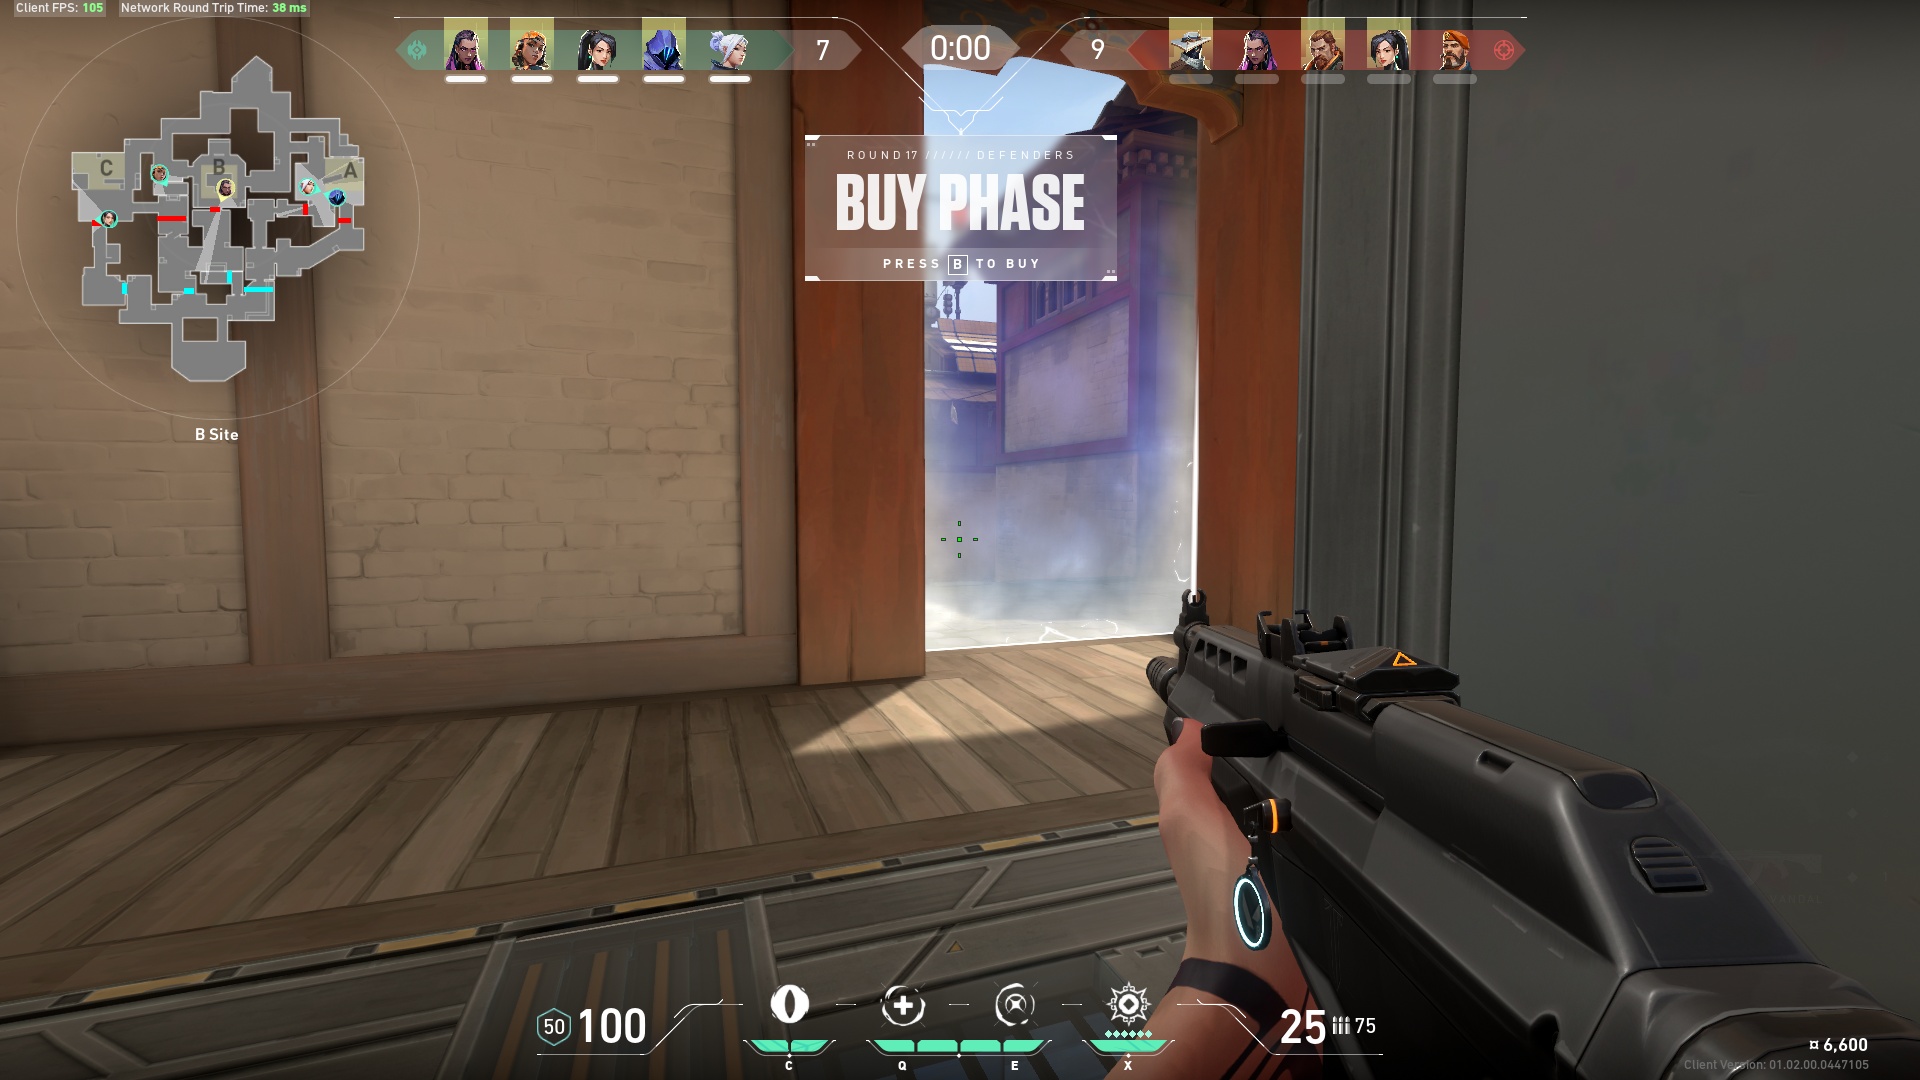 Client FPS: 105 Network Round Trip Time: 38 ms
7 0:00 9
C B A
B Site
ROUND 17 ////// DEFENDERS
BUY PHASE
PRESS B TO BUY
50 100
C Q E X
25 75
¤ 6,600
Client Version: 01.02.00.0447105